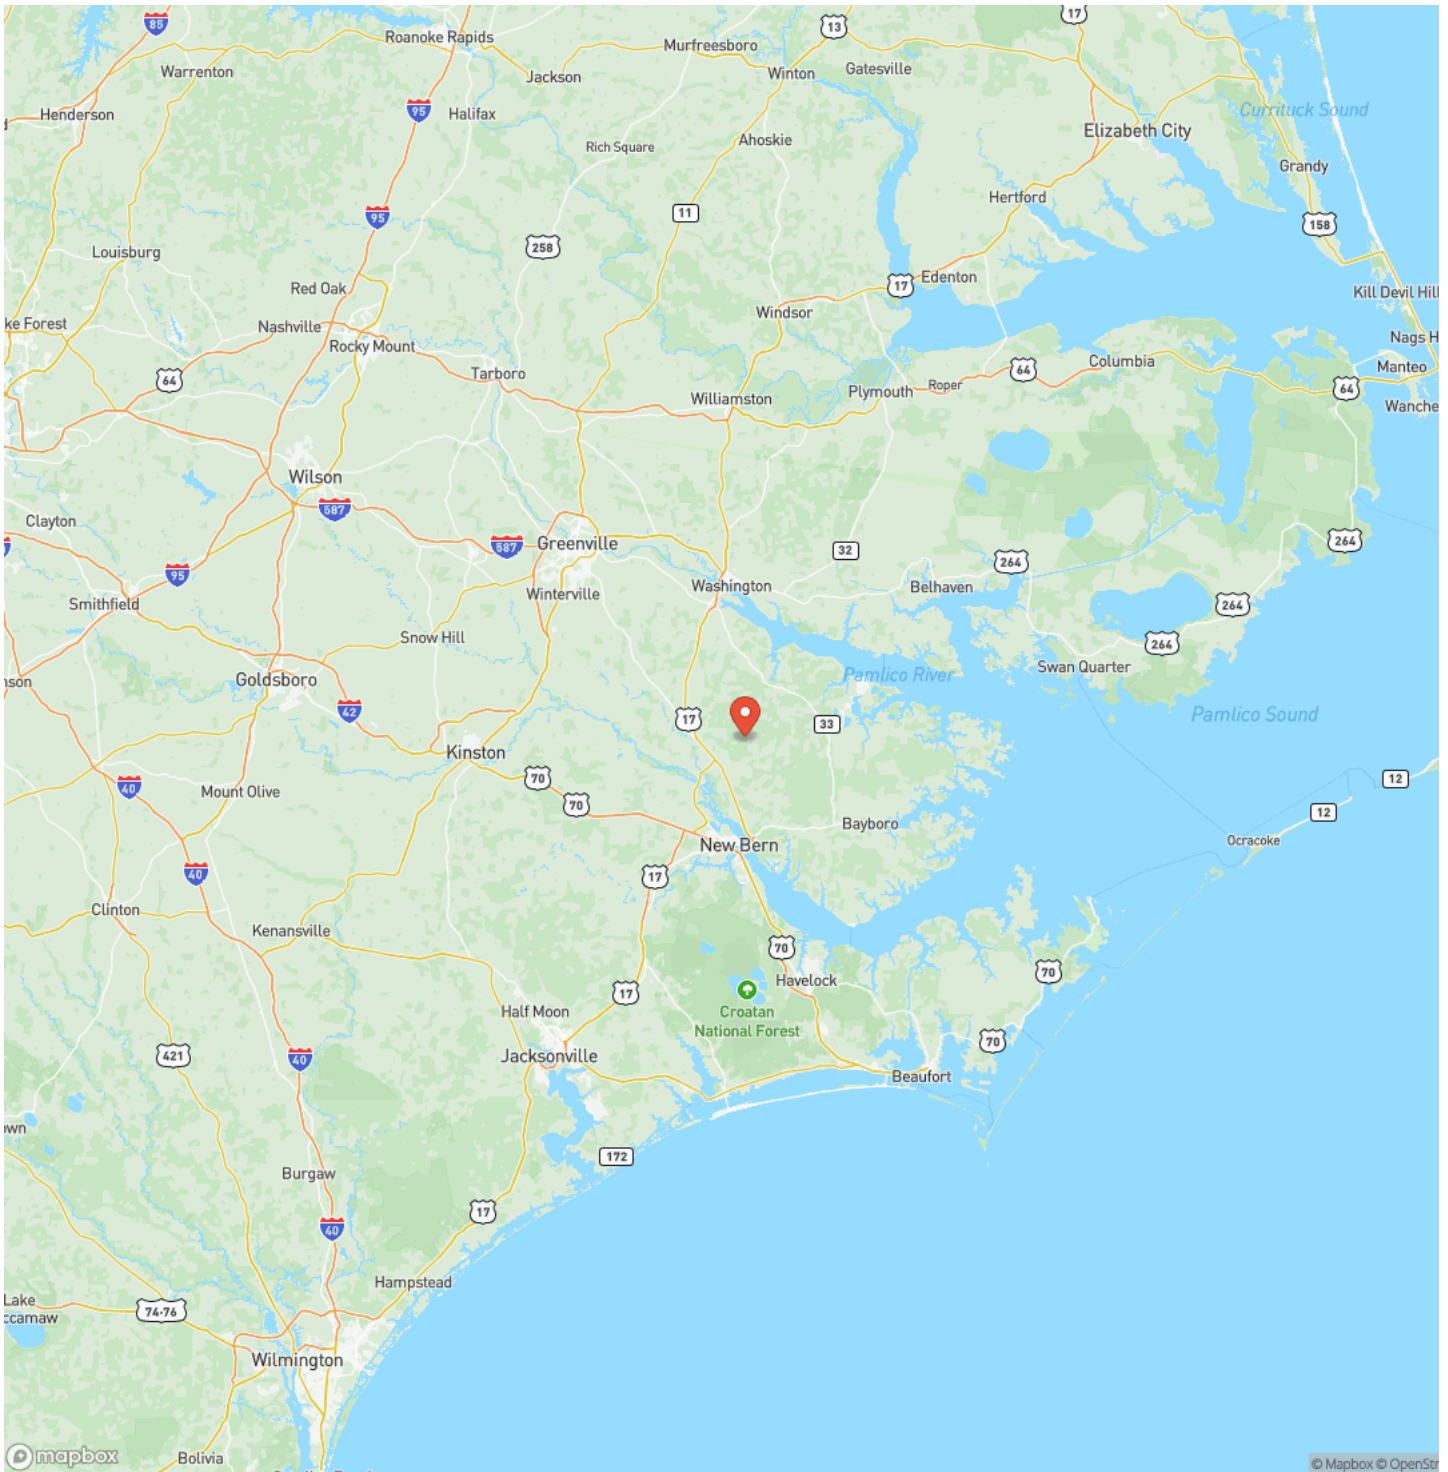 85
Roanoke Rapids
13
17
Murfreesboro
Warrenton
Jackson
Winton
Gatesville
Henderson
95
Halifax
Currituck Sound
Elizabeth City
Ahoskie
Rich Square
Grandy
Hertford
95
11
158
Louisburg
258
Edenton
17
Red Oak
Kill Devil Hill
Windsor
ke Forest
Nashville
Rocky Mount
Nags H
Columbia
Manteo
64
Tarboro
64
Roper
64
Plymouth
Williamston
Wanche
Wilson
587
Clayton
587
Greenville
32
264
264
95
Washington
Belhaven
Winterville
Smithfield
264
Snow Hill
264
Swan Quarter
Pamlico River
nson
Goldsboro
42
17
33
Pamlico Sound
Kinston
70
12
40
Mount Olive
70
12
Bayboro
Ocracoke
New Bern
40
17
Clinton
Kenansville
70
70
Havelock
17
Half Moon
Croatan
National Forest
70
421
40
Jacksonville
Beaufort
own
172
Burgaw
17
40
Hampstead
Lake
ccamaw
74-76
Wilmington
Bolivia
mapbox
© Mapbox © OpenStr